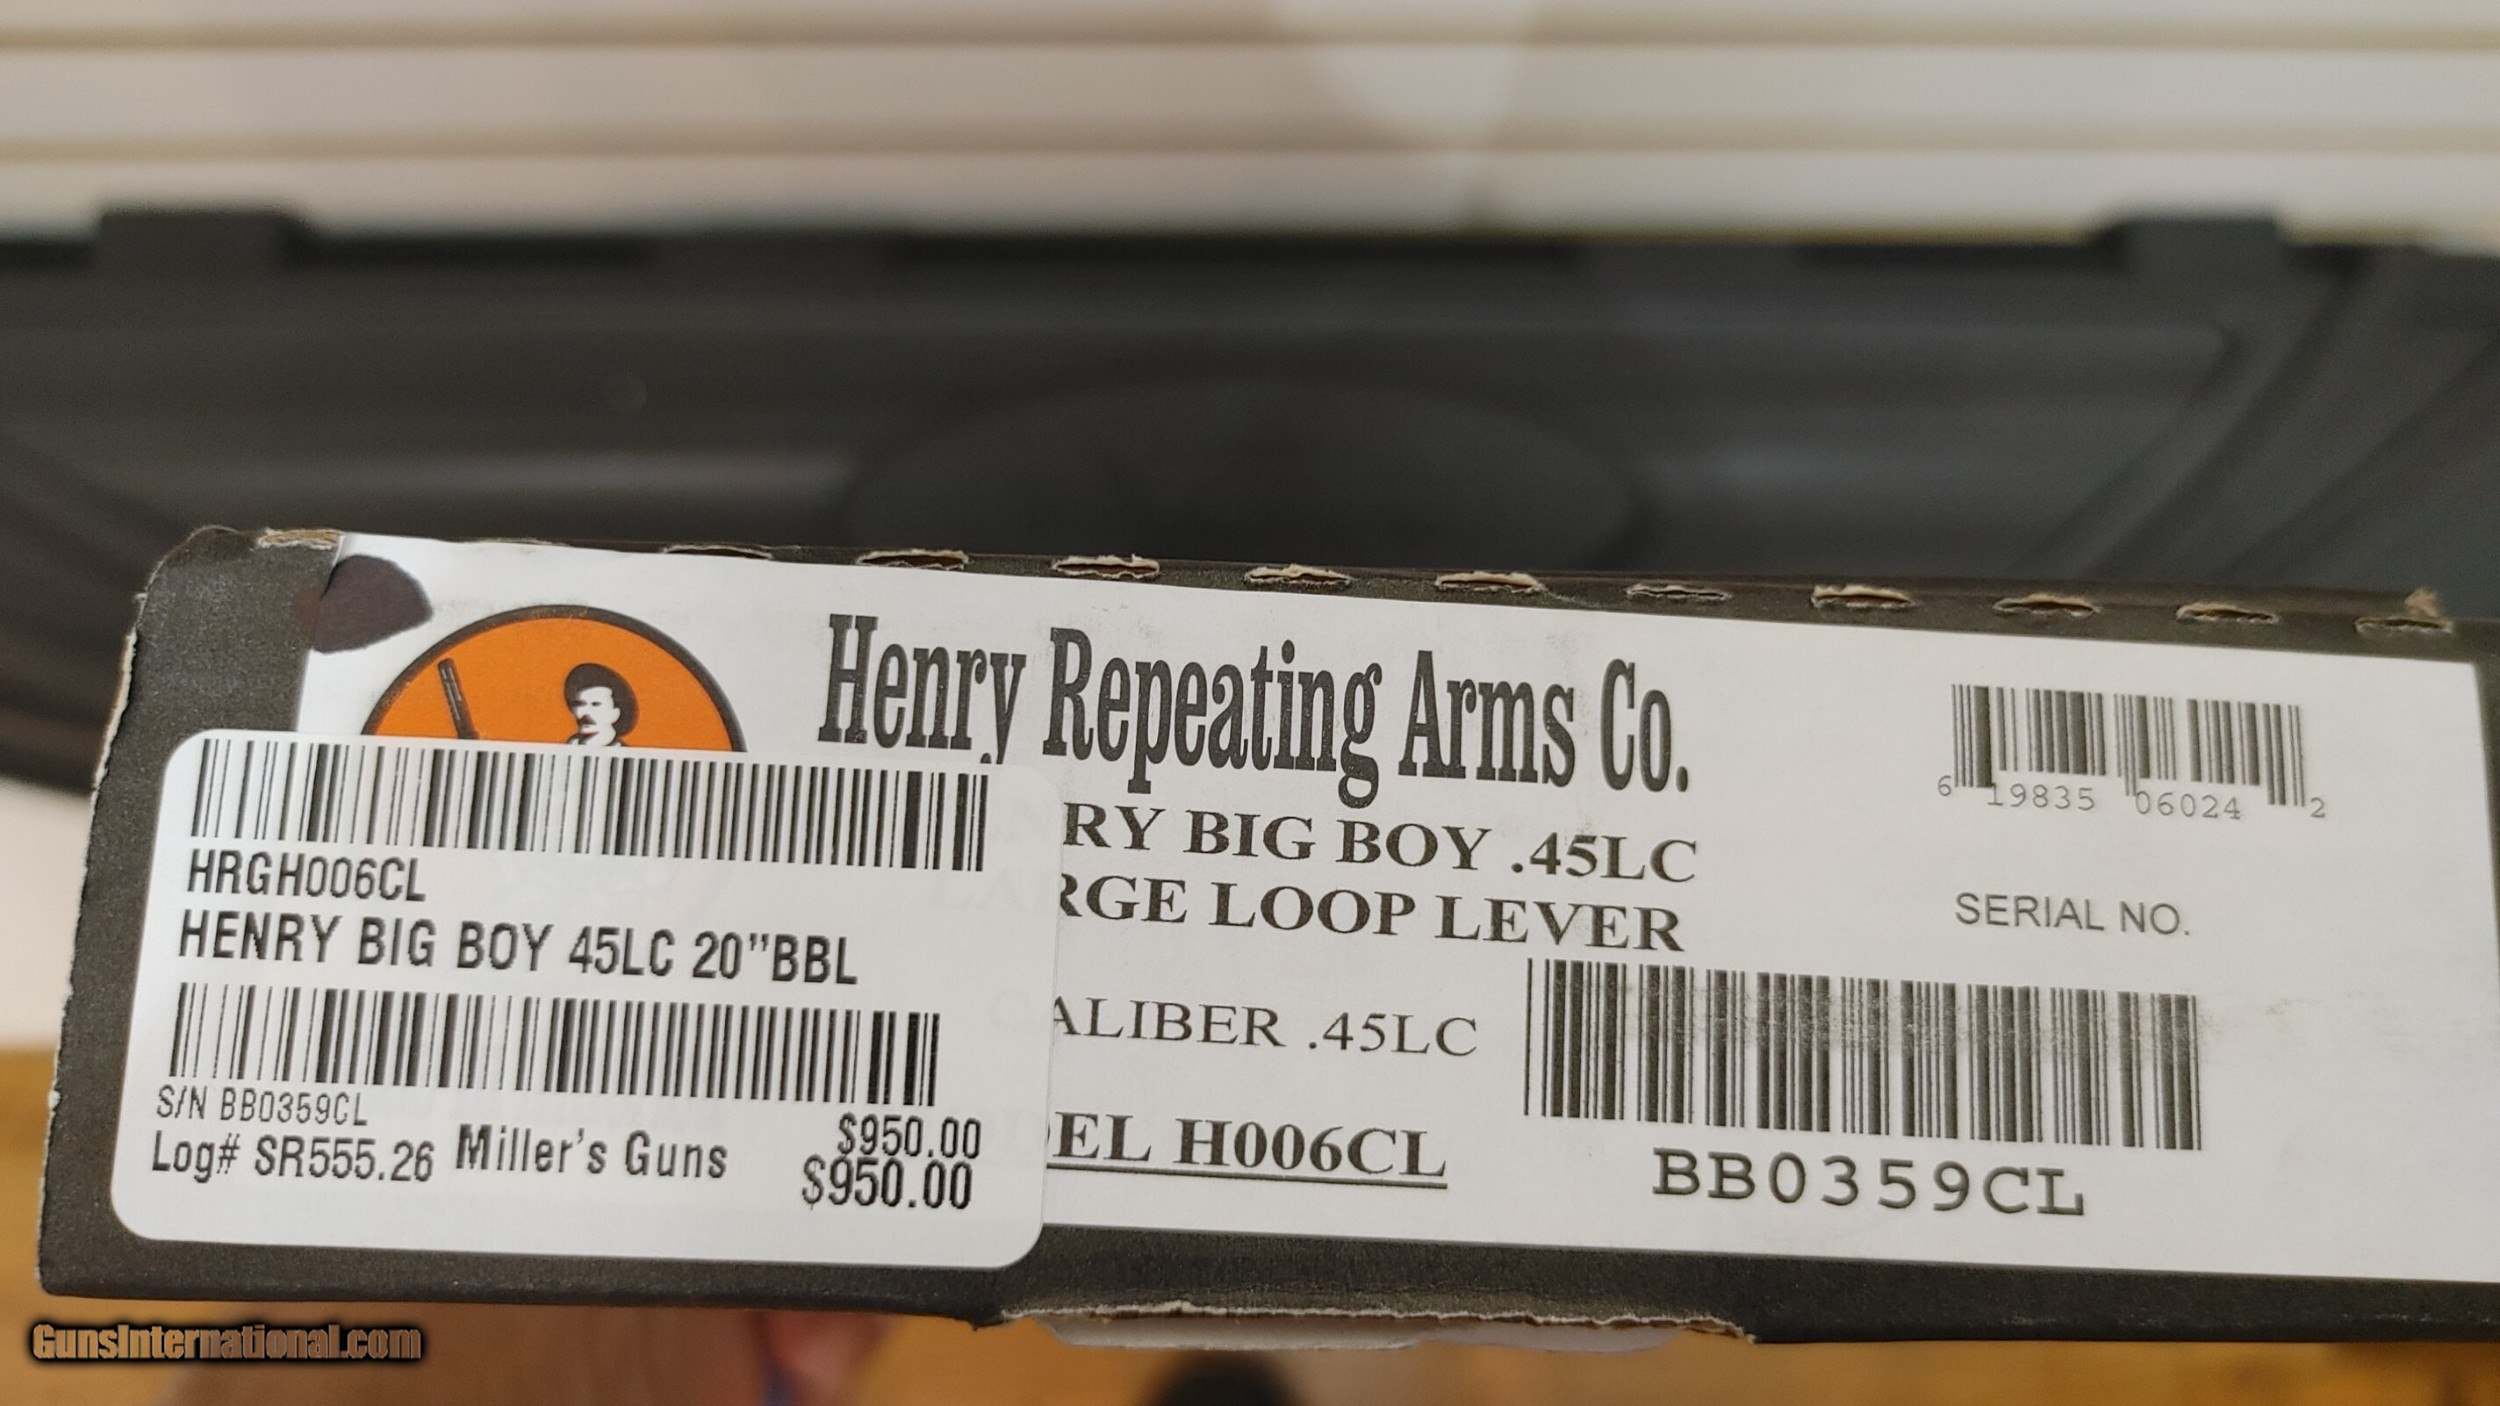 Henry Repeating Arms Co.
RY BIG BOY .45LC
RGE LOOP LEVER
ALIBER .45LC
DEL H006CL
6 19835 06024 2
SERIAL NO.
BB0359CL
HRGH006CL
HENRY BIG BOY 45LC 20"BBL
S/N BB0359CL
$950.00
Log# SR555.26 Miller's Guns
$950.00
GunsInternational.com